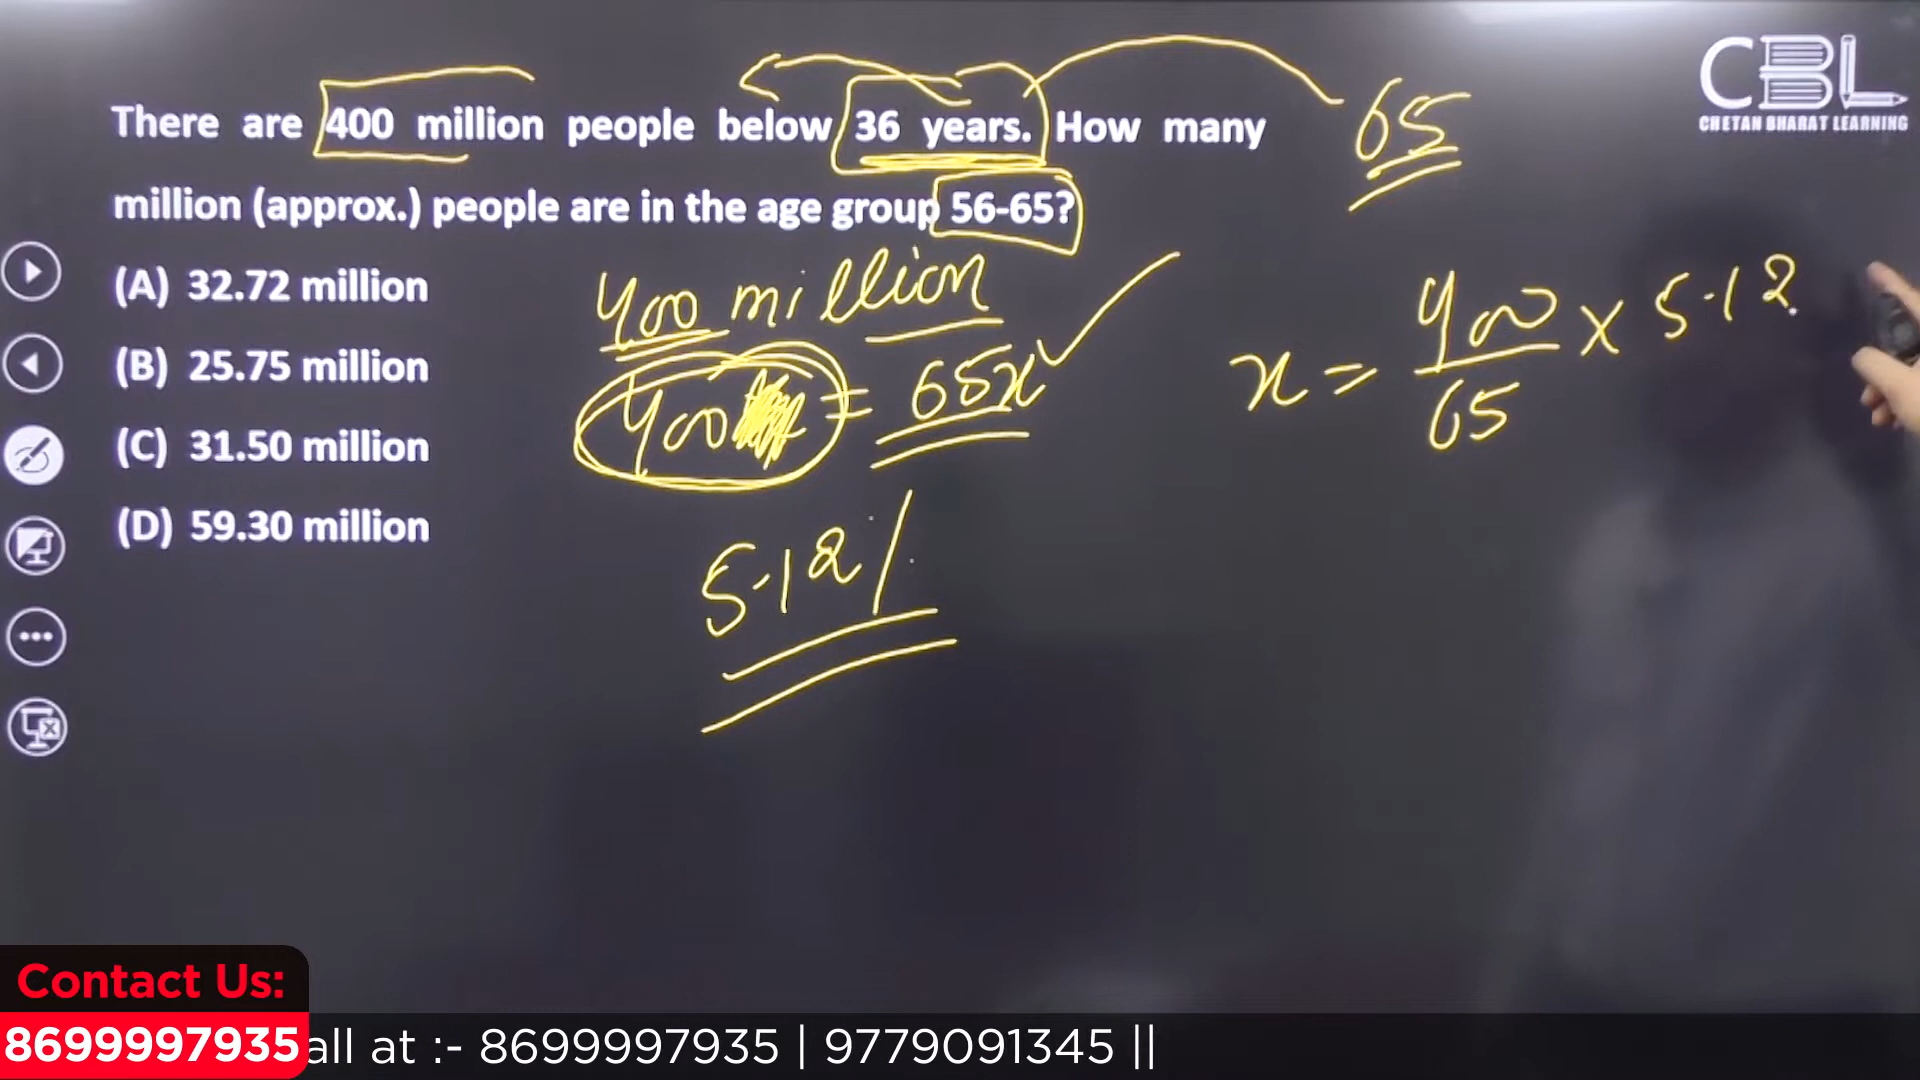 CBL
CHETAN BHARAT LEARNING
There are 400 million people below 36 years. How many
65
million (approx.) people are in the age group 56-65?
(A) 32.72 million
(B) 25.75 million
(C) 31.50 million
(D) 59.30 million
400 million
400 = 65x
5.12%
x = 400/65 × 5.12
Contact Us:
8699997935
all at :- 8699997935 | 9779091345 ||